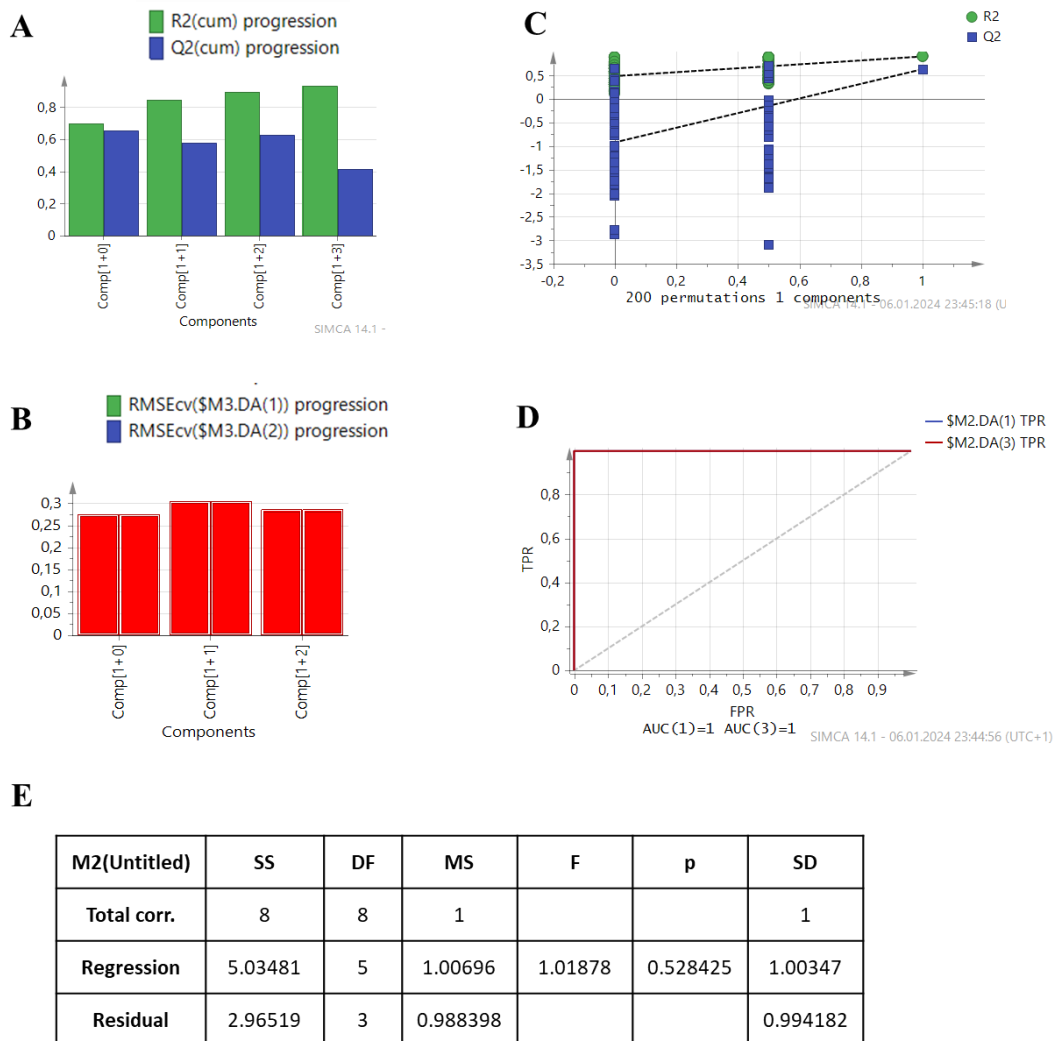 A
R2(cum) progression
Q2(cum) progression
0,8
0,6
0,4
0,2
0
Comp[1+0]
Comp[1+1]
Comp[1+2]
Comp[1+3]
Components
SIMCA 14.1 -
C
R2
Q2
0,5
0
-0,5
-1
-1,5
-2
-2,5
-3
-3,5
-0,2 0 0,2 0,4 0,6 0,8 1
200 permutations 1 components
SIMCA 14.1 - 06.01.2024 23:45:18 (U
B
RMSEcv($M3.DA(1)) progression
RMSEcv($M3.DA(2)) progression
0,3
0,25
0,2
0,15
0,1
0,05
0
Comp[1+0]
Comp[1+1]
Comp[1+2]
Components
D
$M2.DA(1) TPR
$M2.DA(3) TPR
TPR
0,8
0,6
0,4
0,2
0
0 0,1 0,2 0,3 0,4 0,5 0,6 0,7 0,8 0,9
FPR
AUC(1)=1 AUC(3)=1
SIMCA 14.1 - 06.01.2024 23:44:56 (UTC+1)
E
M2(Untitled) SS DF MS F p SD
Total corr. 8 8 1 1
Regression 5.03481 5 1.00696 1.01878 0.528425 1.00347
Residual 2.96519 3 0.988398 0.994182